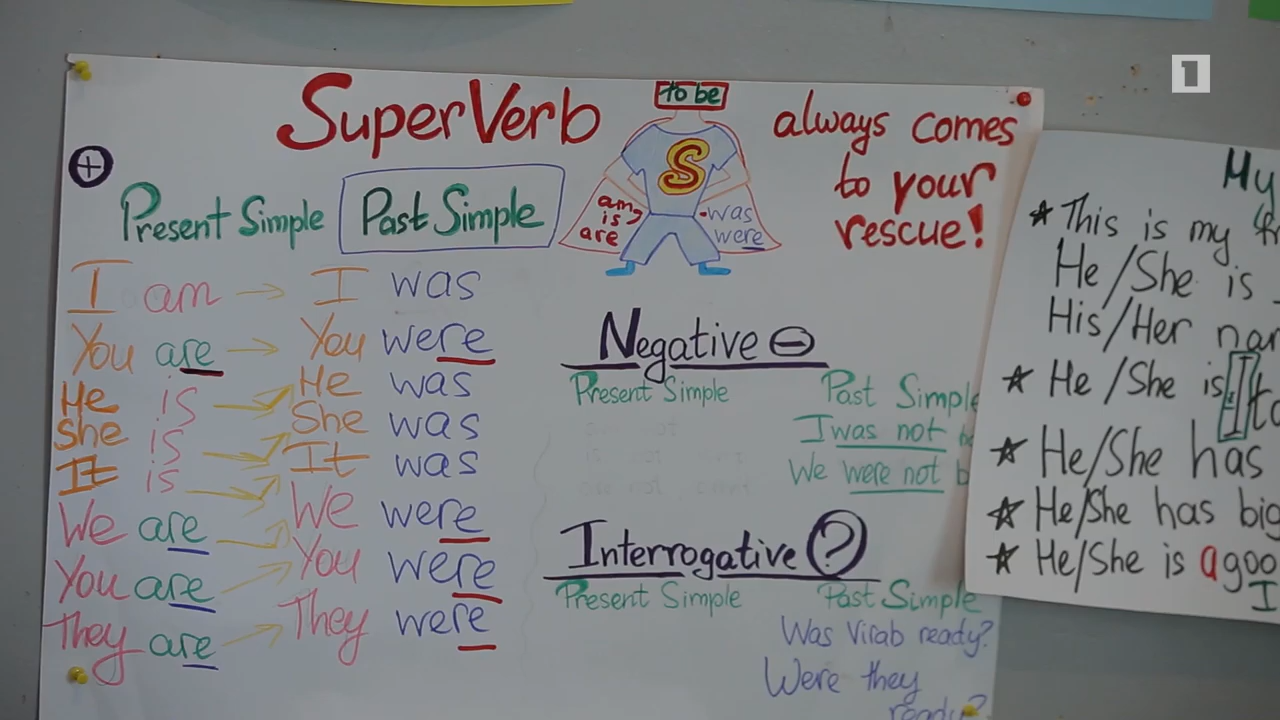 1
SuperVerb
to be
always comes
to your
rescue!
S
am
is
are
was
were
+
Present Simple
Past Simple
I am → I was
You are → You were
He is → He was
She is → She was
It is → It was
We are → We were
You are → You were
They are → They were
Negative −
Present Simple
Past Simple
I was not
We were not
Interrogative ?
Present Simple
Past Simple
Was Virab ready?
Were they
ready?
My
* This is my
He/She is
His/Her
* He/She is
* He/She has
* He/She has big
* He/She is a goo
I